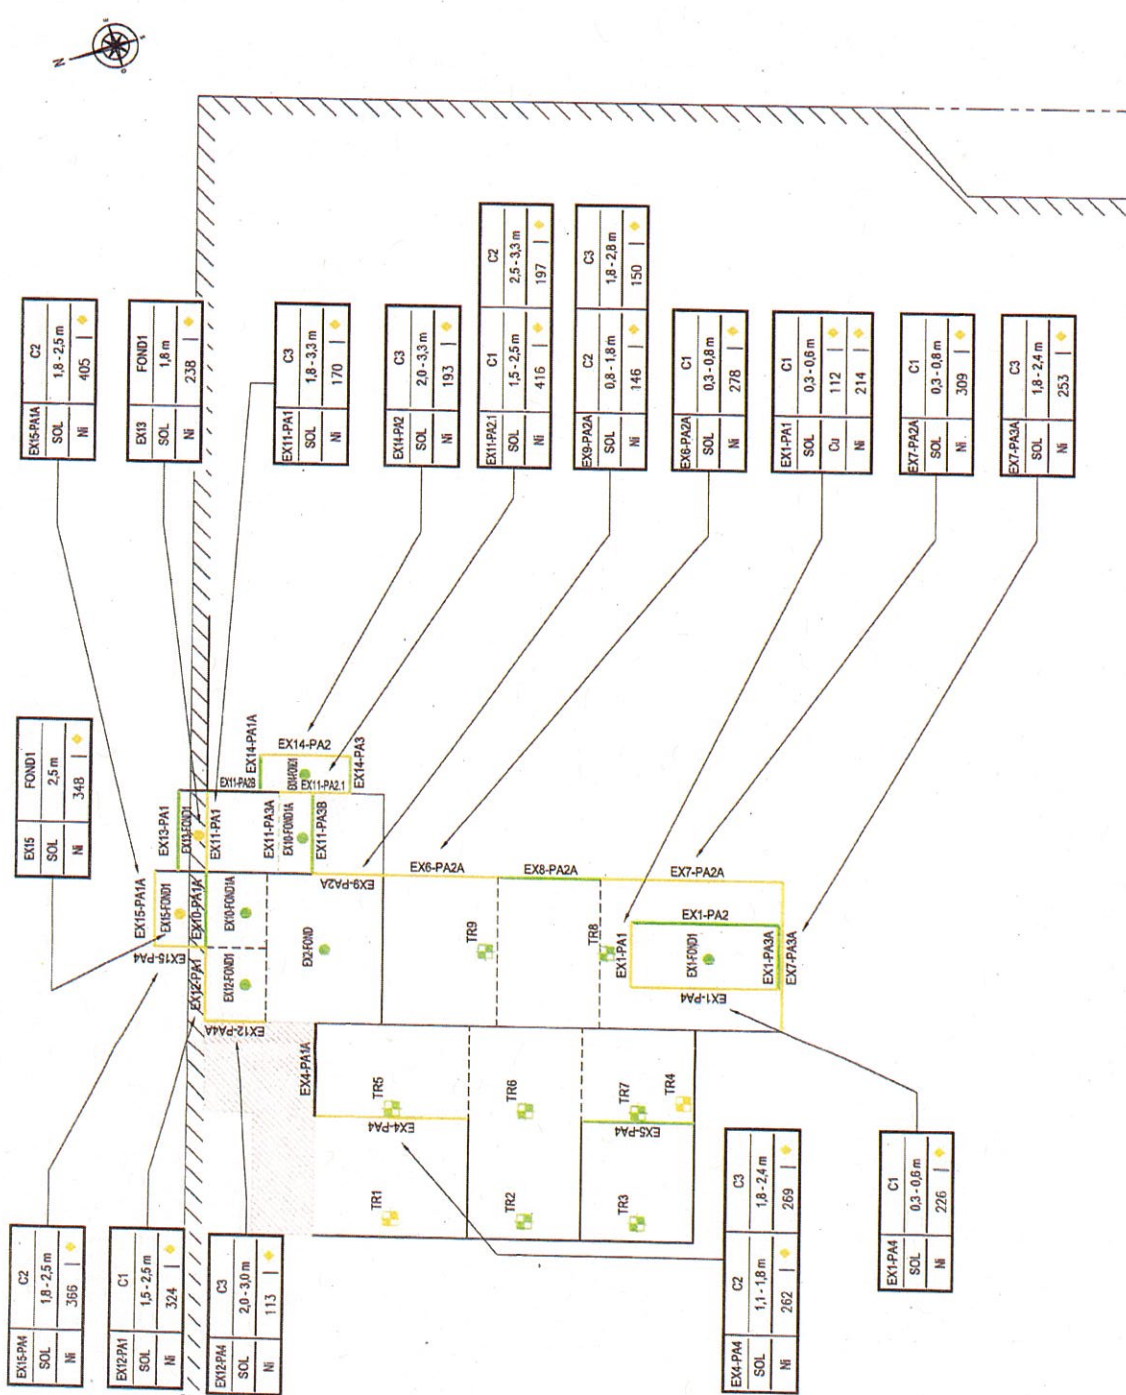 N
E
S
O
EX15-PA1A C2
SOL 1,8 - 2,5 m
Ni 405
EX13 FOND1
SOL 1,8 m
Ni 238
EX11-PA1 C3
SOL 1,8 - 3,3 m
Ni 170
EX14-PA2 C3
SOL 2,0 - 3,3 m
Ni 193
EX11-PA2.1 C1 C2
SOL 1,5 - 2,5 m 2,5 - 3,3 m
Ni 416 197
EX9-PA2A C2 C3
SOL 0,8 - 1,8 m 1,8 - 2,8 m
Ni 146 150
EX6-PA2A C1
SOL 0,3 - 0,8 m
Ni 278
EX1-PA1 C1
SOL 0,3 - 0,6 m
Cu 112
Ni 214
EX7-PA2A C1
SOL 0,3 - 0,8 m
Ni 309
EX7-PA3A C3
SOL 1,8 - 2,4 m
Ni 253
EX15 FOND1
SOL 2,5 m
Ni 348
EX15-PA1A
EX13-PA1
EX15-FOND1
EX13-FOND1
EX15-PA4
EX12-PA1
EX10-PA1A
EX11-PA1
EX11-PA2B
EX14-PA1A
EX14-PA2
EX14-FOND1
EX11-PA2.1
EX14-PA3
EX12-FOND1
EX10-FOND1A
EX11-PA3A
EX10-FOND1A
EX11-PA3B
EX12-PA4A
EX2-FOND
EX9-PA2A
EX6-PA2A
EX8-PA2A
EX7-PA2A
TR9
TR8
EX1-PA1
EX1-PA2
EX1-FOND1
EX1-PA3A
EX7-PA3A
EX1-PA4
EX4-PA1A
TR5
EX4-PA4
TR6
TR7
EX5-PA4
TR4
TR1
TR2
TR3
EX15-PA4 C2
SOL 1,8 - 2,5 m
Ni 366
EX12-PA1 C1
SOL 1,5 - 2,5 m
Ni 324
EX12-PA4 C3
SOL 2,0 - 3,0 m
Ni 113
EX4-PA4 C2 C3
SOL 1,1 - 1,8 m 1,8 - 2,4 m
Ni 262 269
EX1-PA4 C1
SOL 0,3 - 0,6 m
Ni 226